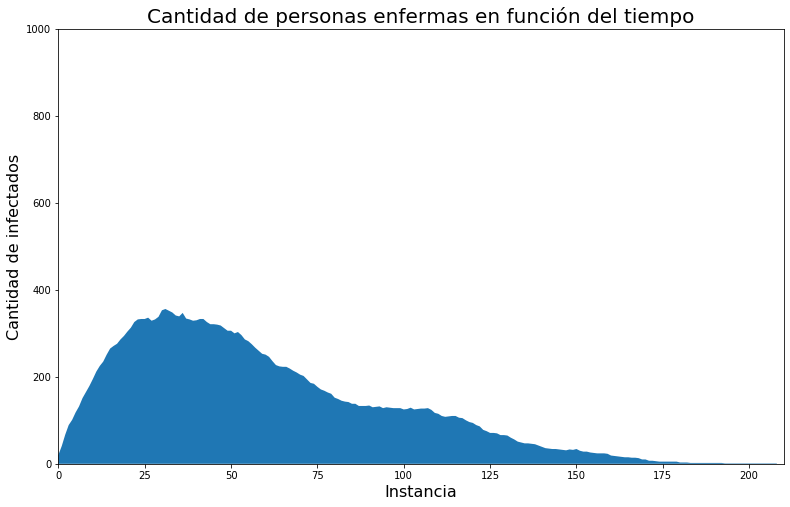 Cantidad de personas enfermas en función del tiempo
1000
800
600
400
200
0
Cantidad de infectados
0 25 50 75 100 125 150 175 200
Instancia